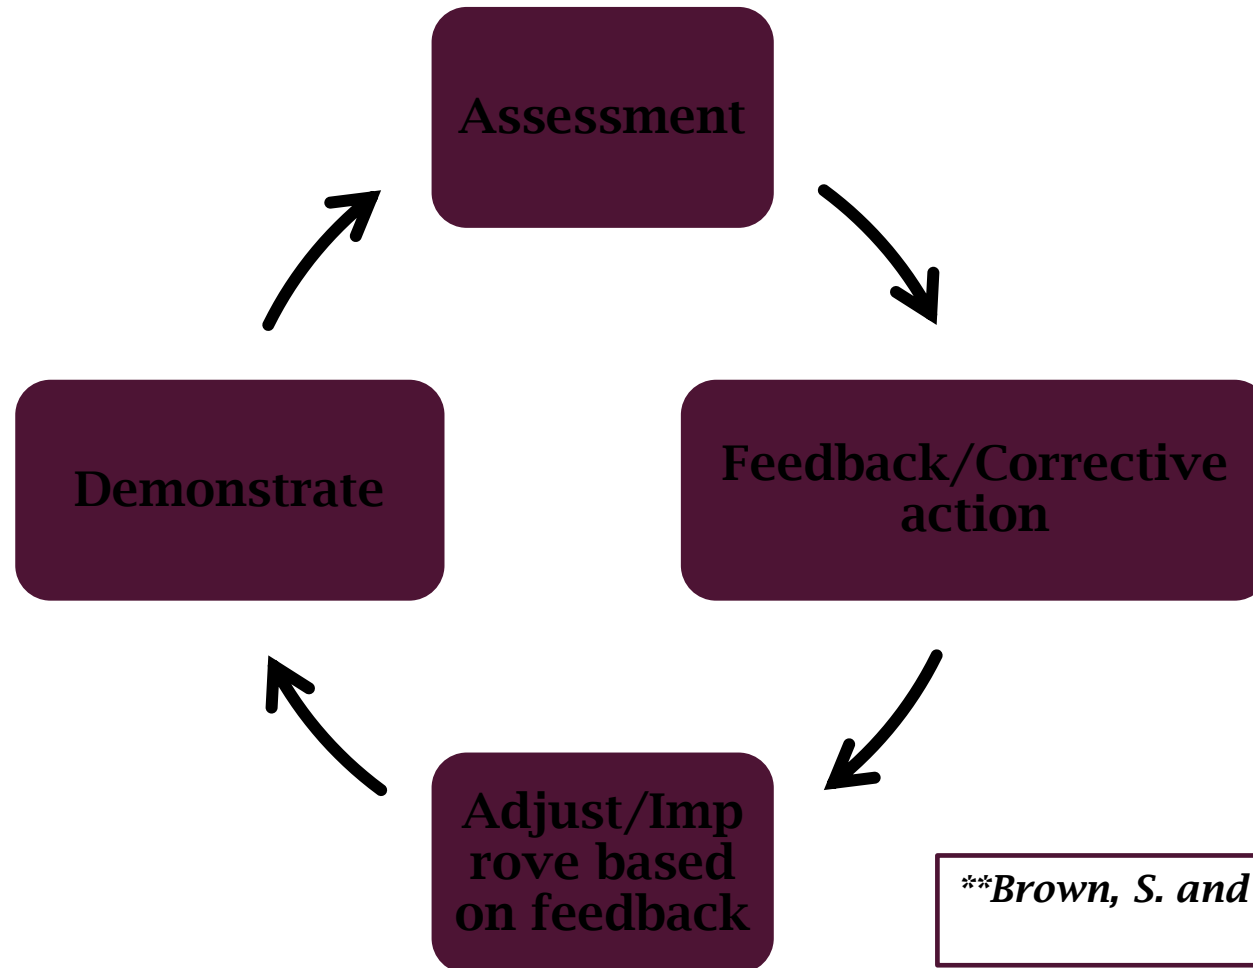 Assessment
Demonstrate
Feedback/Corrective
action
Adjust/Imp
rove based
on feedback
**Brown, S. and